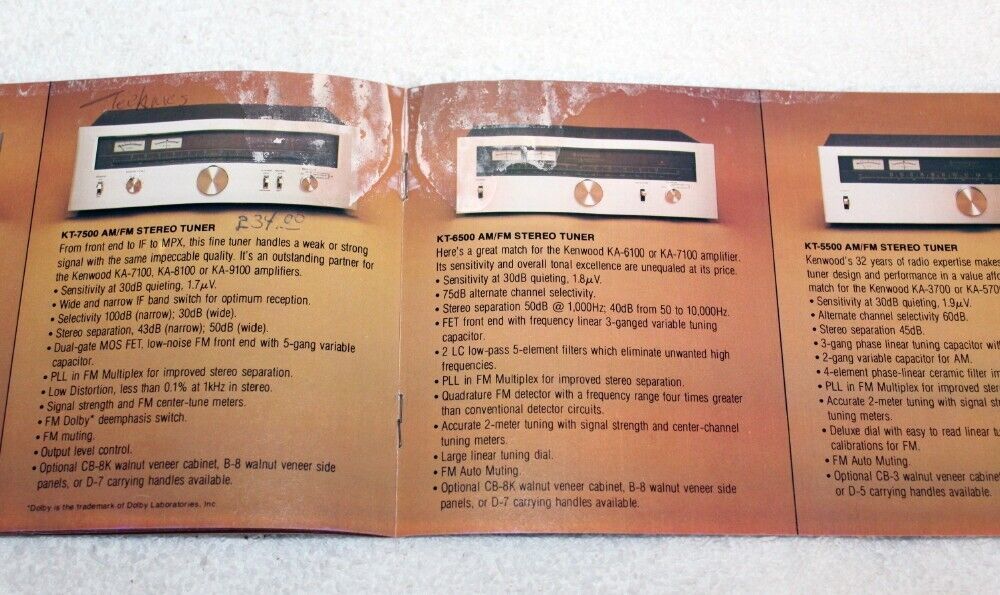 Technics
KT-7500 AM/FM STEREO TUNER
234.00
From front end to IF to MPX, this fine tuner handles a weak or strong
signal with the same impeccable quality. It's an outstanding partner for
the Kenwood KA-7100, KA-8100 or KA-9100 amplifiers.
• Sensitivity at 30dB quieting, 1.7μV.
• Wide and narrow IF band switch for optimum reception.
• Selectivity 100dB (narrow); 30dB (wide).
• Stereo separation, 43dB (narrow); 50dB (wide).
• Dual-gate MOS FET, low-noise FM front end with 5-gang variable
capacitor.
• PLL in FM Multiplex for improved stereo separation.
• Low Distortion, less than 0.1% at 1kHz in stereo.
• Signal strength and FM center-tune meters.
• FM Dolby* deemphasis switch.
• FM muting.
• Output level control.
• Optional CB-8K walnut veneer cabinet, B-8 walnut veneer side
panels, or D-7 carrying handles available.
*Dolby is the trademark of Dolby Laboratories, Inc.
KT-6500 AM/FM STEREO TUNER
Here's a great match for the Kenwood KA-6100 or KA-7100 amplifier.
Its sensitivity and overall tonal excellence are unequaled at its price.
• Sensitivity at 30dB quieting, 1.8μV.
• 75dB alternate channel selectivity.
• Stereo separation 50dB @ 1,000Hz; 40dB from 50 to 10,000Hz.
• FET front end with frequency linear 3-ganged variable tuning
capacitor.
• 2 LC low-pass 5-element filters which eliminate unwanted high
frequencies.
• PLL in FM Multiplex for improved stereo separation.
• Quadrature FM detector with a frequency range four times greater
than conventional detector circuits.
• Accurate 2-meter tuning with signal strength and center-channel
tuning meters.
• Large linear tuning dial.
• FM Auto Muting.
• Optional CB-8K walnut veneer cabinet, B-8 walnut veneer side
panels, or D-7 carrying handles available.
KT-5500 AM/FM STEREO TUNER
Kenwood's 32 years of radio expertise makes
tuner design and performance in a value
match for the Kenwood KA-3700 or
• Sensitivity at 30dB quieting, 1.9μV.
• Alternate channel selectivity 60dB.
• Stereo separation 45dB.
• 3-gang phase linear tuning capacitor
• 2-gang variable capacitor for AM.
• 4-element phase-linear ceramic filter
• PLL in FM Multiplex for improved
• Accurate 2-meter tuning with signal
tuning meters.
• Deluxe dial with easy to read linear
calibrations for FM.
• FM Auto Muting.
• Optional CB-3 walnut veneer
or D-5 carrying handles available.